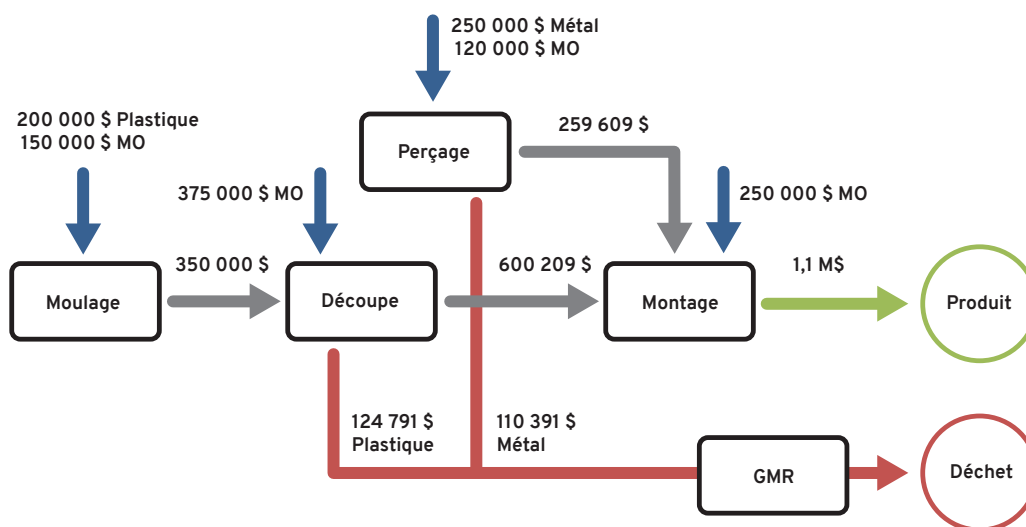 250 000 $ Métal
120 000 $ MO
200 000 $ Plastique
150 000 $ MO
Perçage
259 609 $
375 000 $ MO
250 000 $ MO
Moulage
350 000 $
Découpe
600 209 $
Montage
1,1 M$
Produit
124 791 $
Plastique
110 391 $
Métal
GMR
Déchet